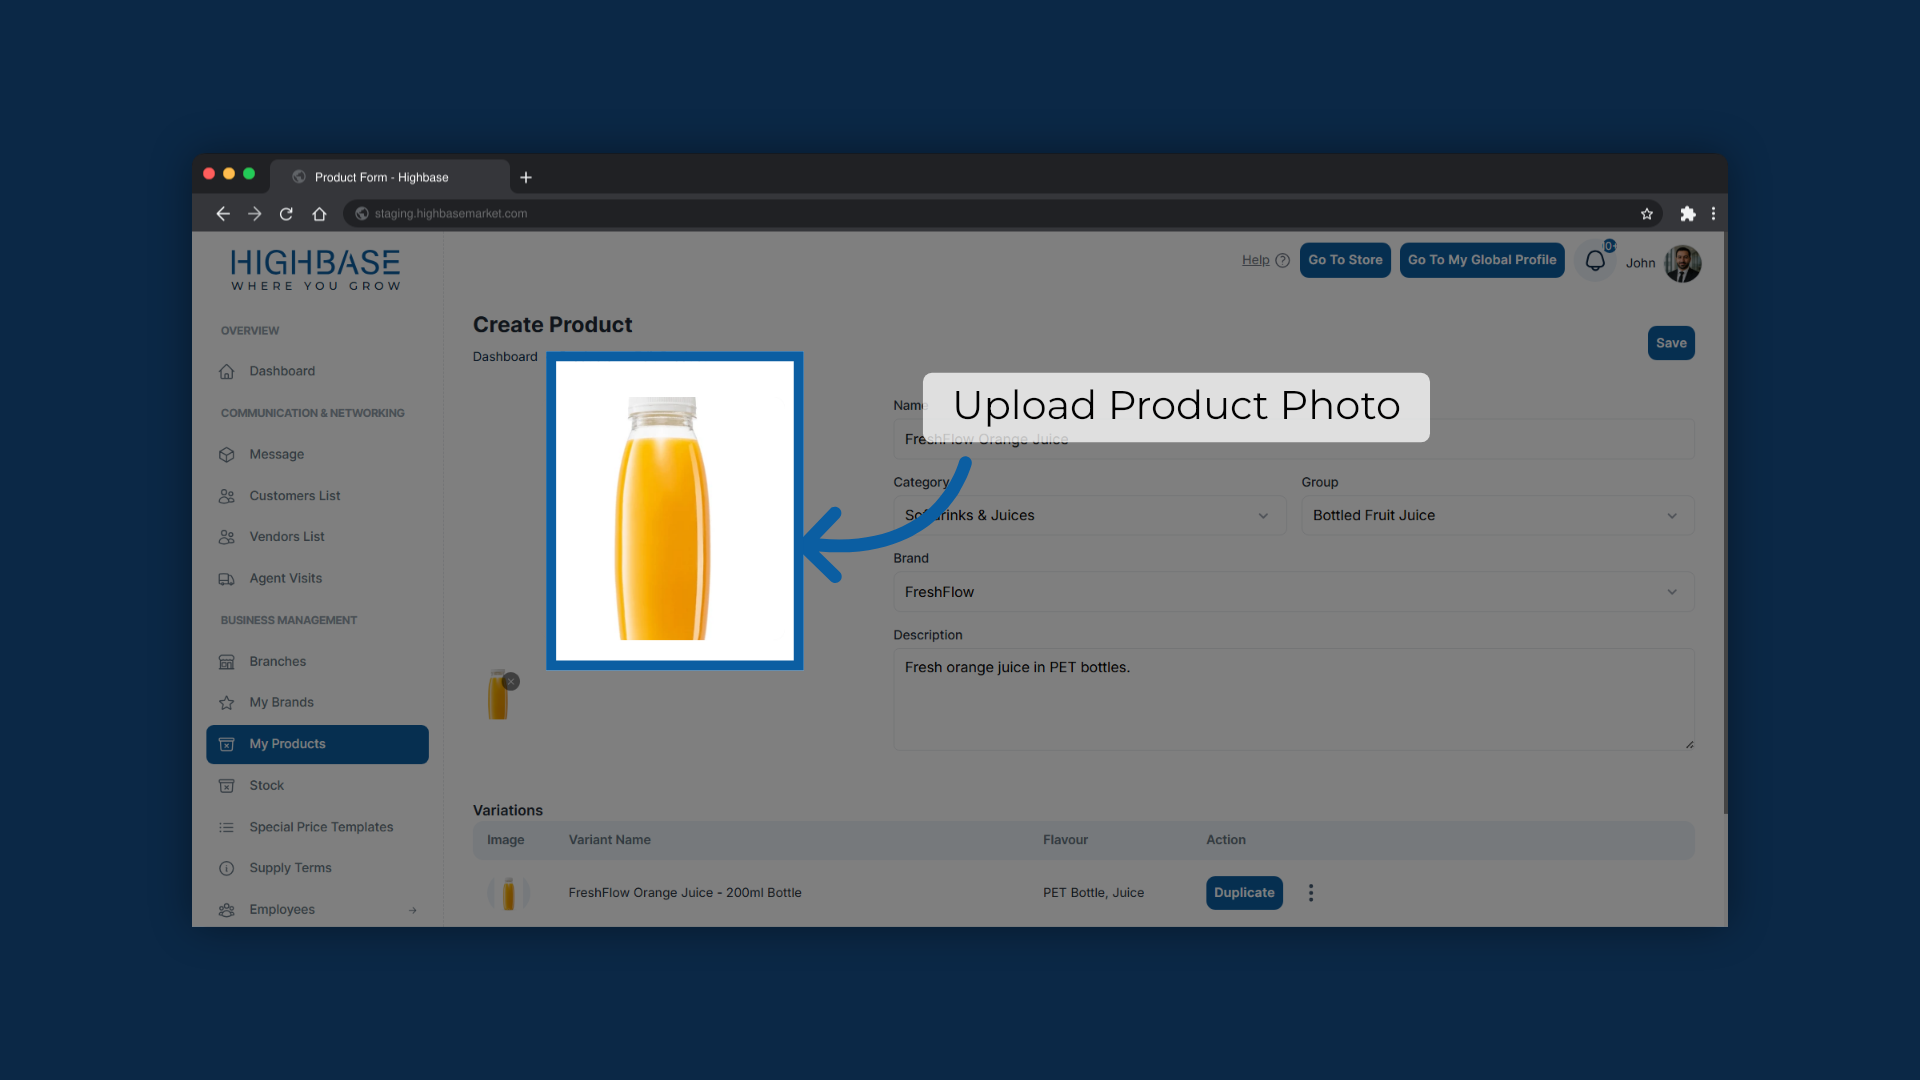 Product Form - Highbase
staging.highbasemarket.com
HIGHBASE
WHERE YOU GROW
Help
Go To Store
Go To My Global Profile
John
OVERVIEW
Dashboard
COMMUNICATION & NETWORKING
Message
Customers List
Vendors List
Agent Visits
BUSINESS MANAGEMENT
Branches
My Brands
My Products
Stock
Special Price Templates
Supply Terms
Employees
Create Product
Dashboard
Save
Upload Product Photo
Name
FreshFlow Orange Juice
Category
Group
Bottled Fruit Juice
Brand
FreshFlow
Description
Fresh orange juice in PET bottles.
Variations
Image Variant Name Flavour Action
FreshFlow Orange Juice - 200ml Bottle PET Bottle, Juice Duplicate